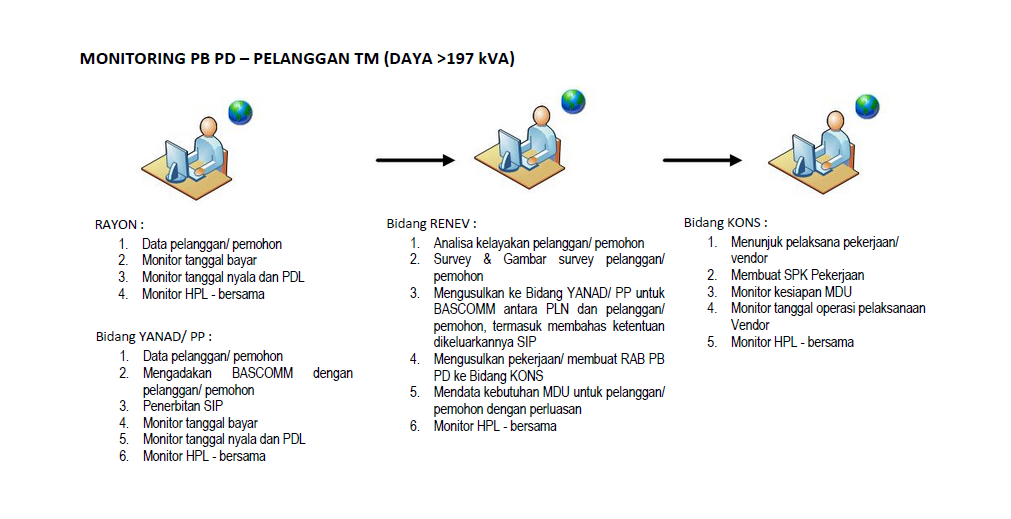 MONITORING PB PD – PELANGGAN TM (DAYA >197 kVA)
RAYON :
1. Data pelanggan/ pemohon
2. Monitor tanggal bayar
3. Monitor tanggal nyala dan PDL
4. Monitor HPL - bersama
Bidang YANAD/ PP :
1. Data pelanggan/ pemohon
2. Mengadakan BASCOMM dengan
pelanggan/ pemohon
3. Penerbitan SIP
4. Monitor tanggal bayar
5. Monitor tanggal nyala dan PDL
6. Monitor HPL - bersama
Bidang RENEV :
1. Analisa kelayakan pelanggan/ pemohon
2. Survey & Gambar survey pelanggan/
pemohon
3. Mengusulkan ke Bidang YANAD/ PP untuk
BASCOMM antara PLN dan pelanggan/
pemohon, termasuk membahas ketentuan
dikeluarkannya SIP
4. Mengusulkan pekerjaan/ membuat RAB PB
PD ke Bidang KONS
5. Mendata kebutuhan MDU untuk pelanggan/
pemohon dengan perluasan
6. Monitor HPL - bersama
Bidang KONS :
1. Menunjuk pelaksana pekerjaan/
vendor
2. Membuat SPK Pekerjaan
3. Monitor kesiapan MDU
4. Monitor tanggal operasi pelaksanaan
Vendor
5. Monitor HPL - bersama